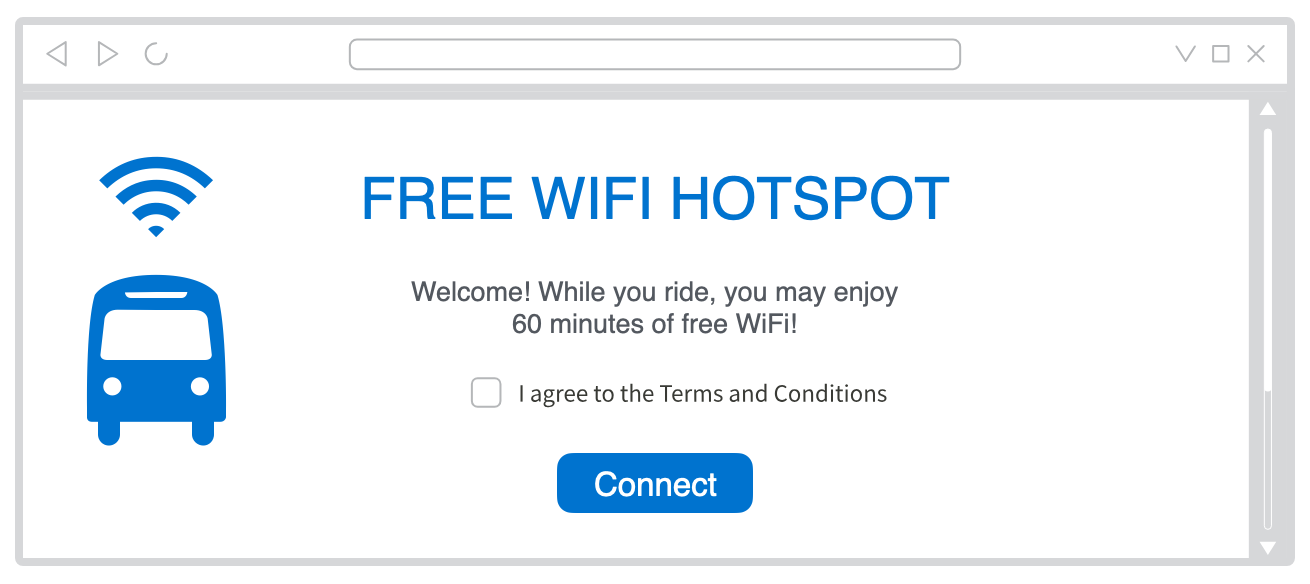 FREE WIFI HOTSPOT
Welcome! While you ride, you may enjoy
60 minutes of free WiFi!
I agree to the Terms and Conditions
Connect